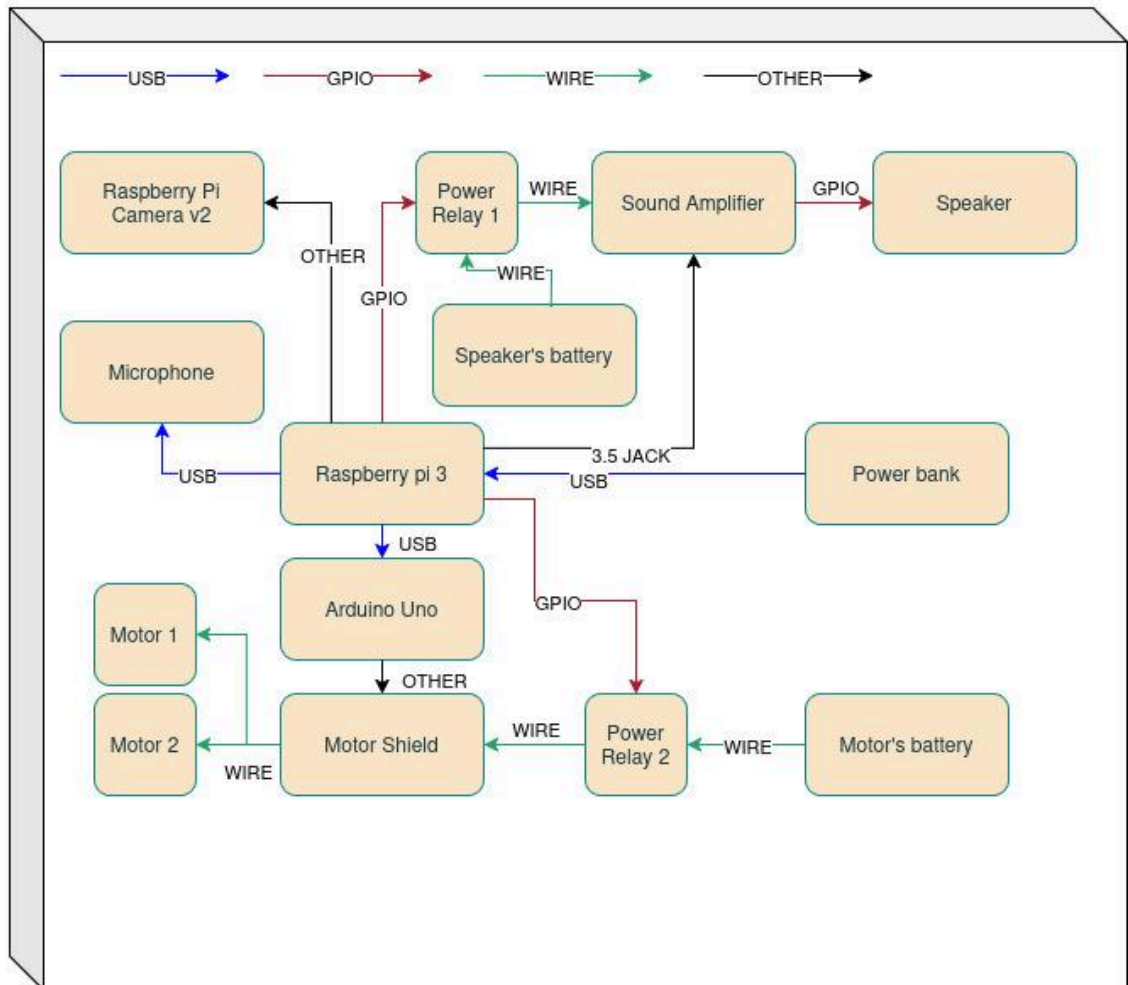 USB
GPIO
WIRE
OTHER
Raspberry Pi
Camera v2
Power
Relay 1
WIRE
Sound Amplifier
GPIO
Speaker
OTHER
WIRE
GPIO
Speaker's battery
Microphone
3.5 JACK
USB
Raspberry pi 3
USB
Power bank
USB
Arduino Uno
GPIO
Motor 1
OTHER
Motor 2
WIRE
Motor Shield
WIRE
Power
Relay 2
WIRE
Motor's battery